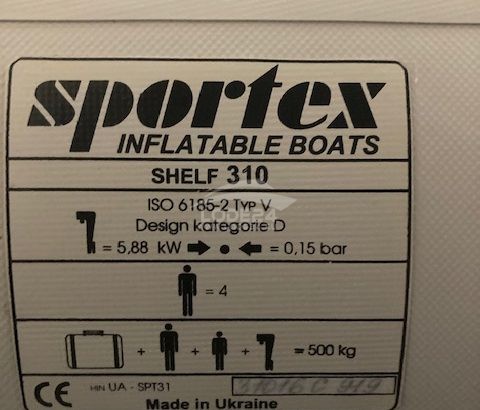 sportex
INFLATABLE BOATS
SHELF 310
ISO 6185-2 Typ V
Design kategorie D
= 5,88 kW = 0,15 bar
= 4
+ + + = 500 kg
CE HIN UA - SPT31
Made in Ukraine